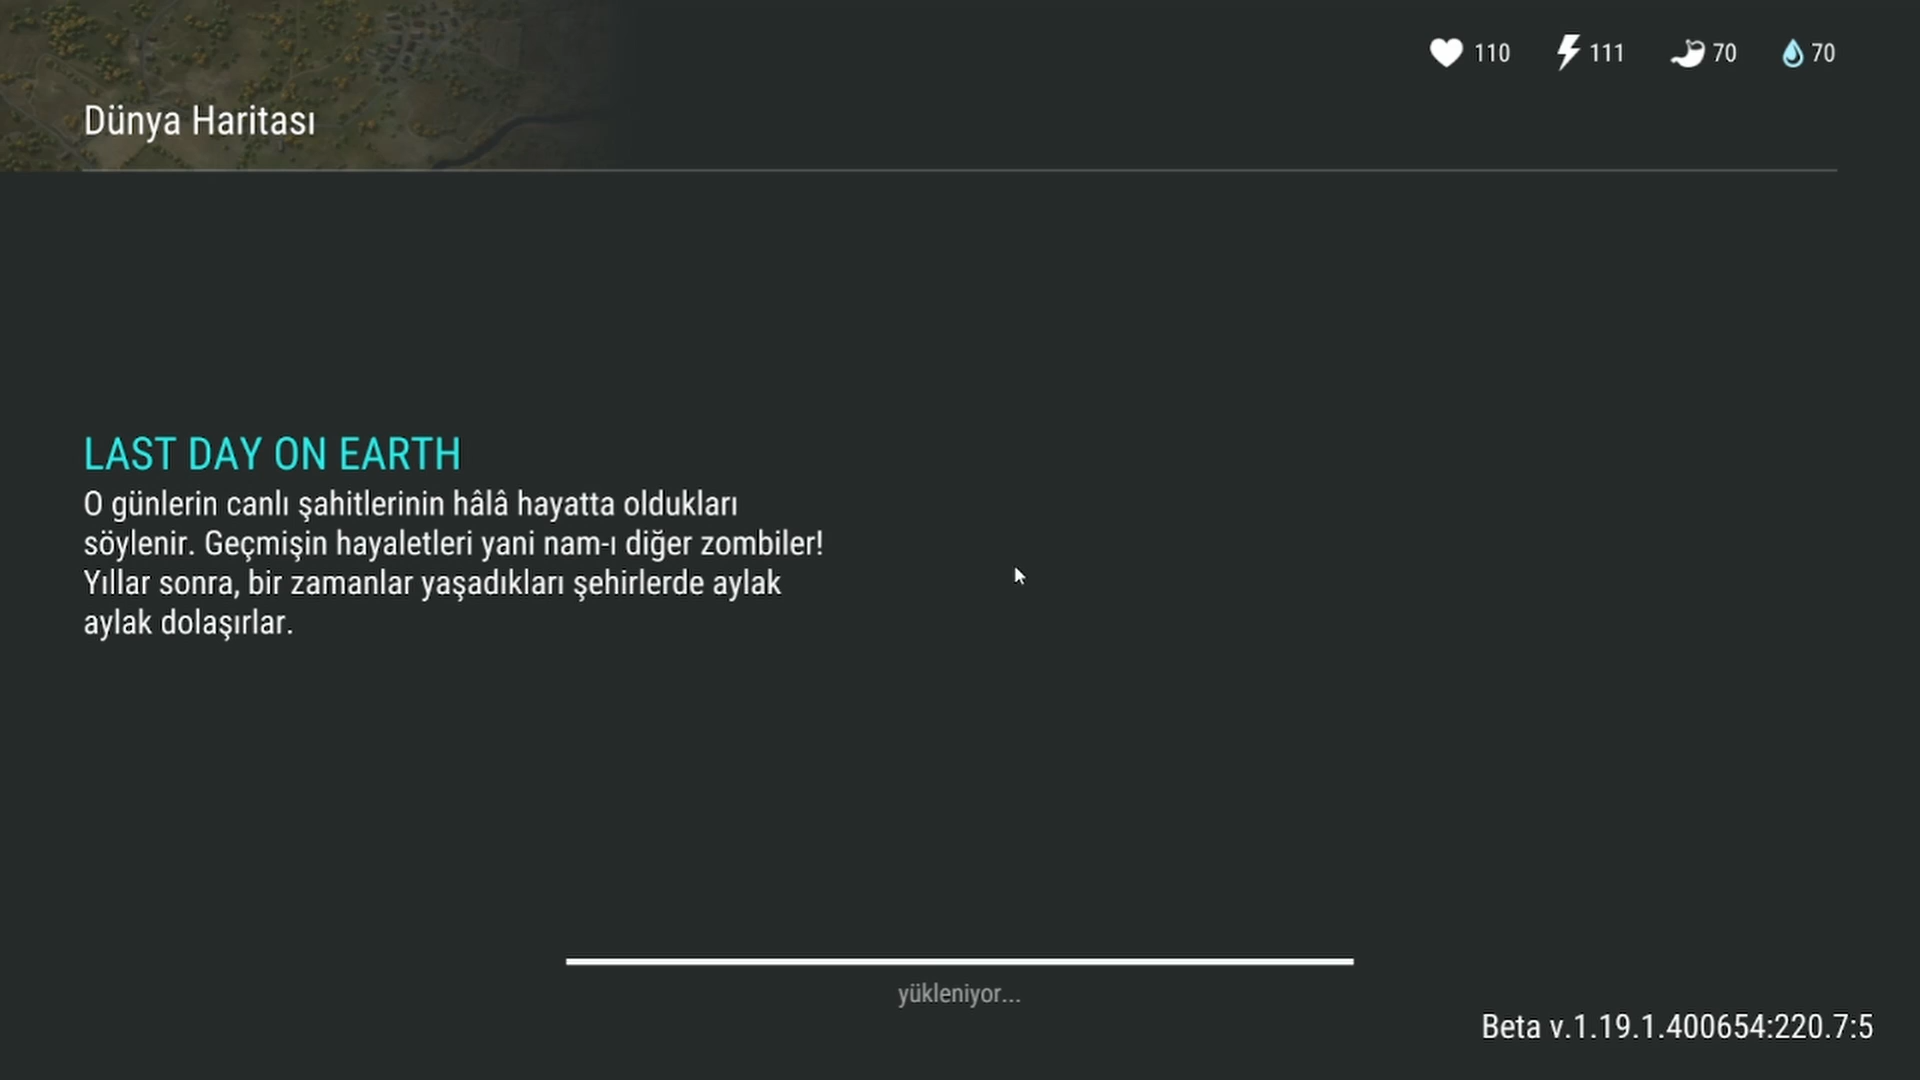 110 111 70 70
Dünya Haritası
LAST DAY ON EARTH
O günlerin canlı şahitlerinin hâlâ hayatta oldukları
söylenir. Geçmişin hayaletleri yani nam-ı diğer zombiler!
Yıllar sonra, bir zamanlar yaşadıkları şehirlerde aylak
aylak dolaşırlar.
yükleniyor...
Beta v.1.19.1.400654:220.7:5